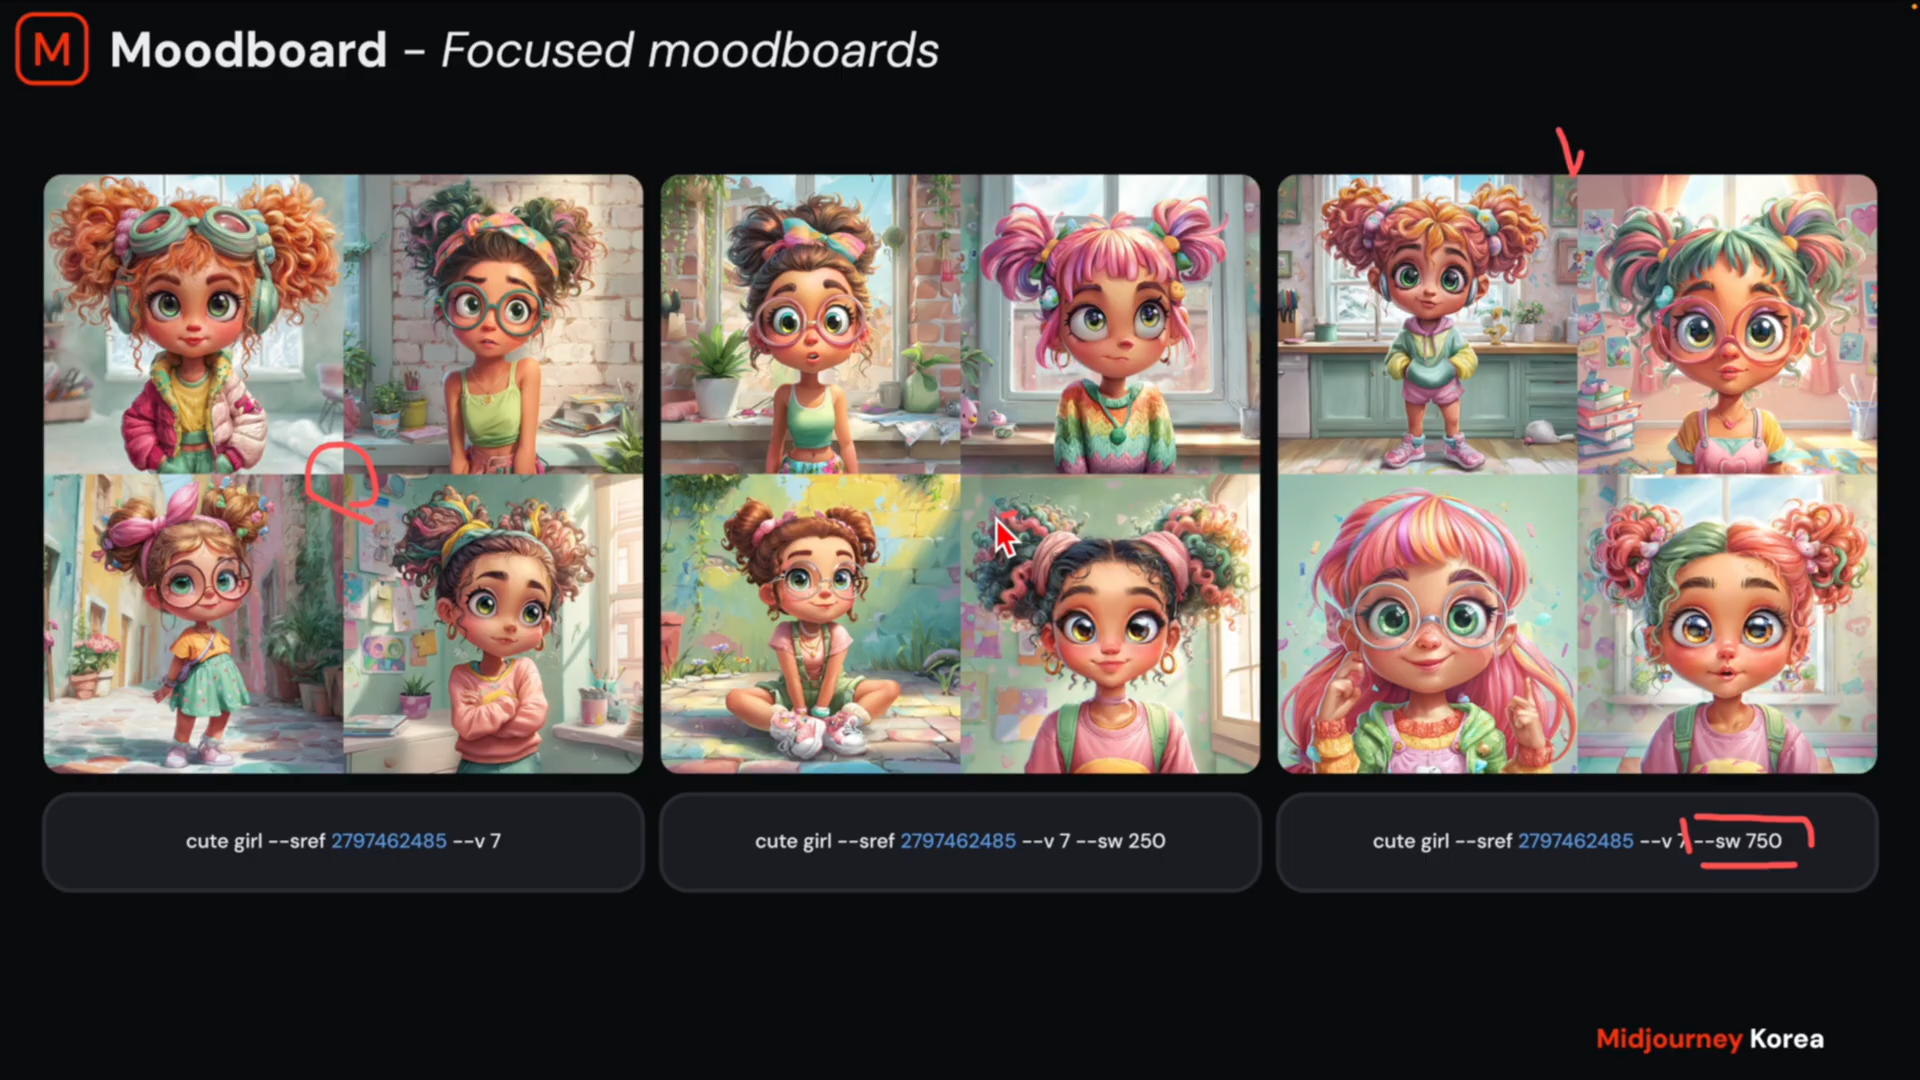 M Moodboard - Focused moodboards
cute girl --sref 2797462485 --v 7
cute girl --sref 2797462485 --v 7 --sw 250
cute girl --sref 2797462485 --v 7 --sw 750
Midjourney Korea